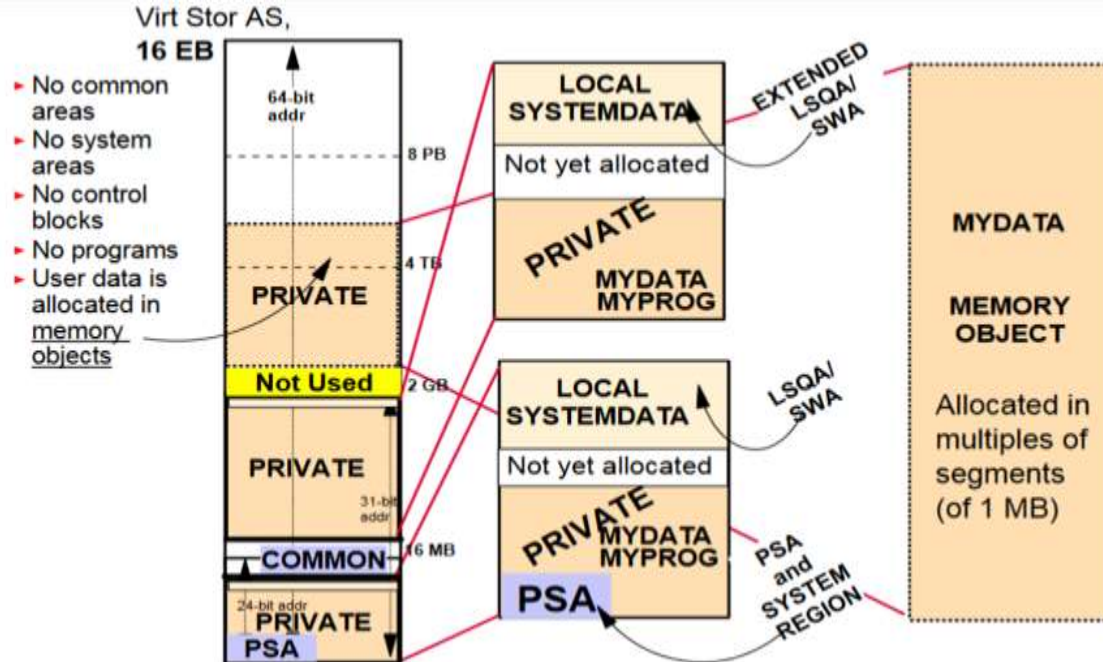 Virt Stor AS,
16 EB
No common
areas
No system
areas
No control
blocks
No programs
User data is
allocated in
memory
objects
64-bit
addr
8 PB
4 TB
PRIVATE
Not Used
2 GB
PRIVATE
31-bit
addr
16 MB
COMMON
24-bit addr
PRIVATE
PSA
LOCAL
SYSTEMDATA
Not yet allocated
PRIVATE
MYDATA
MYPROG
EXTENDED
LSQA/
SWA
LOCAL
SYSTEMDATA
Not yet allocated
PRIVATE
MYDATA
MYPROG
PSA
LSQA/
SWA
PSA
and
SYSTEM
REGION
MYDATA
MEMORY
OBJECT
Allocated in
multiples of
segments
(of 1 MB)